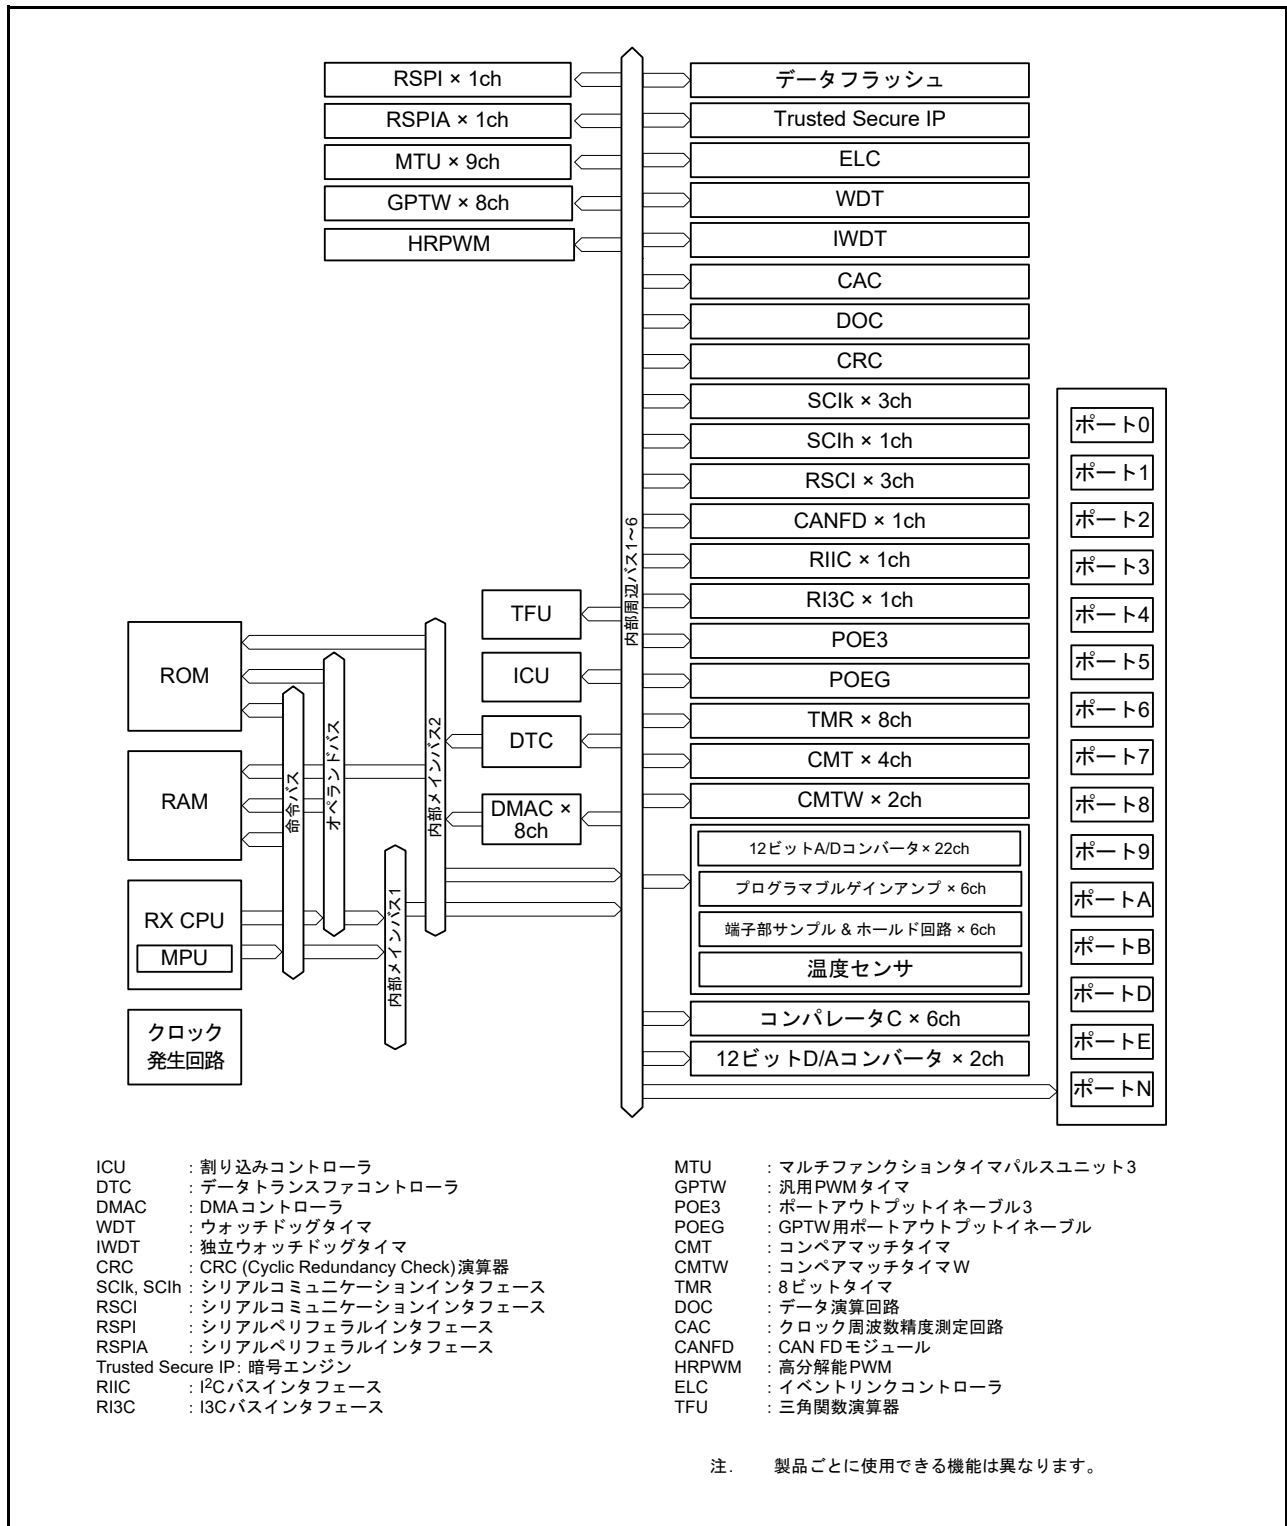 RSPI × 1ch
RSPIA × 1ch
MTU × 9ch
GPTW × 8ch
HRPWM
データフラッシュ
Trusted Secure IP
ELC
WDT
IWDT
CAC
DOC
CRC
SCIk × 3ch
SCIh × 1ch
RSCI × 3ch
CANFD × 1ch
RIIC × 1ch
RI3C × 1ch
POE3
POEG
TMR × 8ch
CMT × 4ch
CMTW × 2ch
12ビットA/Dコンバータ× 22ch
プログラマブルゲインアンプ × 6ch
端子部サンプル & ホールド回路 × 6ch
温度センサ
コンパレータC × 6ch
12ビットD/Aコンバータ × 2ch
ポート0
ポート1
ポート2
ポート3
ポート4
ポート5
ポート6
ポート7
ポート8
ポート9
ポートA
ポートB
ポートD
ポートE
ポートN
内部周辺バス1~6
TFU
ICU
DTC
DMAC ×
8ch
内部メインバス2
オペランドバス
命令バス
内部メインバス1
ROM
RAM
RX CPU
MPU
クロック
発生回路
ICU : 割り込みコントローラ
DTC : データトランスファコントローラ
DMAC : DMAコントローラ
WDT : ウォッチドッグタイマ
IWDT : 独立ウォッチドッグタイマ
CRC : CRC (Cyclic Redundancy Check)演算器
SCIk, SCIh : シリアルコミュニケーションインタフェース
RSCI : シリアルコミュニケーションインタフェース
RSPI : シリアルペリフェラルインタフェース
RSPIA : シリアルペリフェラルインタフェース
Trusted Secure IP: 暗号エンジン
RIIC : I2Cバスインタフェース
RI3C : I3Cバスインタフェース
MTU : マルチファンクションタイマパルスユニット3
GPTW : 汎用PWMタイマ
POE3 : ポートアウトプットイネーブル3
POEG : GPTW用ポートアウトプットイネーブル
CMT : コンペアマッチタイマ
CMTW : コンペアマッチタイマW
TMR : 8ビットタイマ
DOC : データ演算回路
CAC : クロック周波数精度測定回路
CANFD : CAN FDモジュール
HRPWM : 高分解能PWM
ELC : イベントリンクコントローラ
TFU : 三角関数演算器
注. 製品ごとに使用できる機能は異なります。